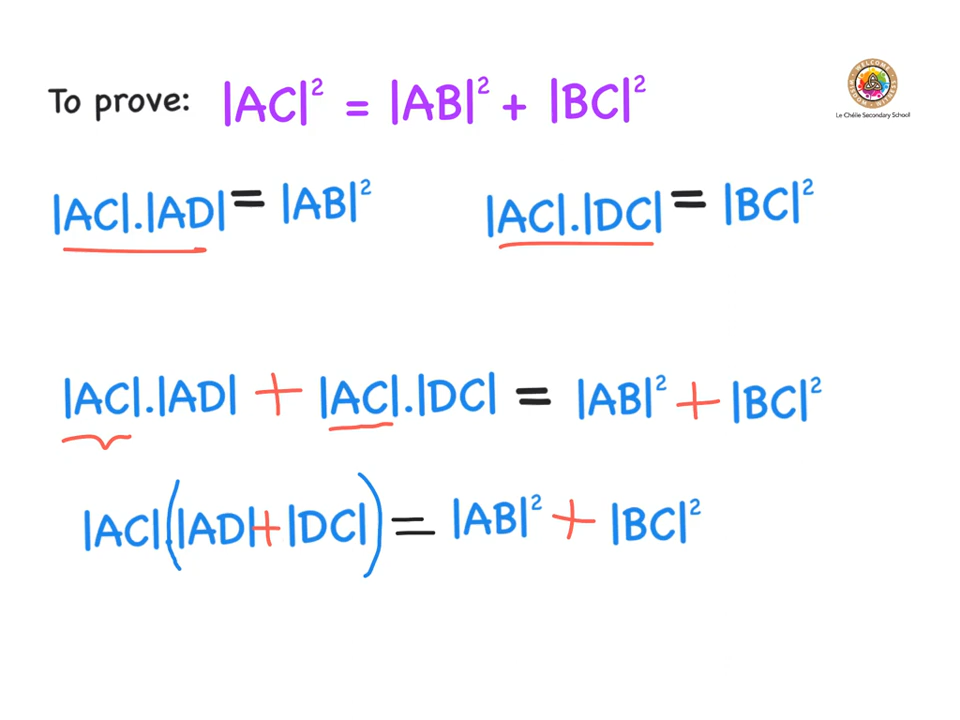 To prove: |AC|² = |AB|² + |BC|²
Le Chéile Secondary School
|AC|.|AD| = |AB|² |AC|.|DC| = |BC|²
|AC|.|AD| + |AC|.|DC| = |AB|² + |BC|²
|AC|.(|AD|+|DC|) = |AB|² + |BC|²